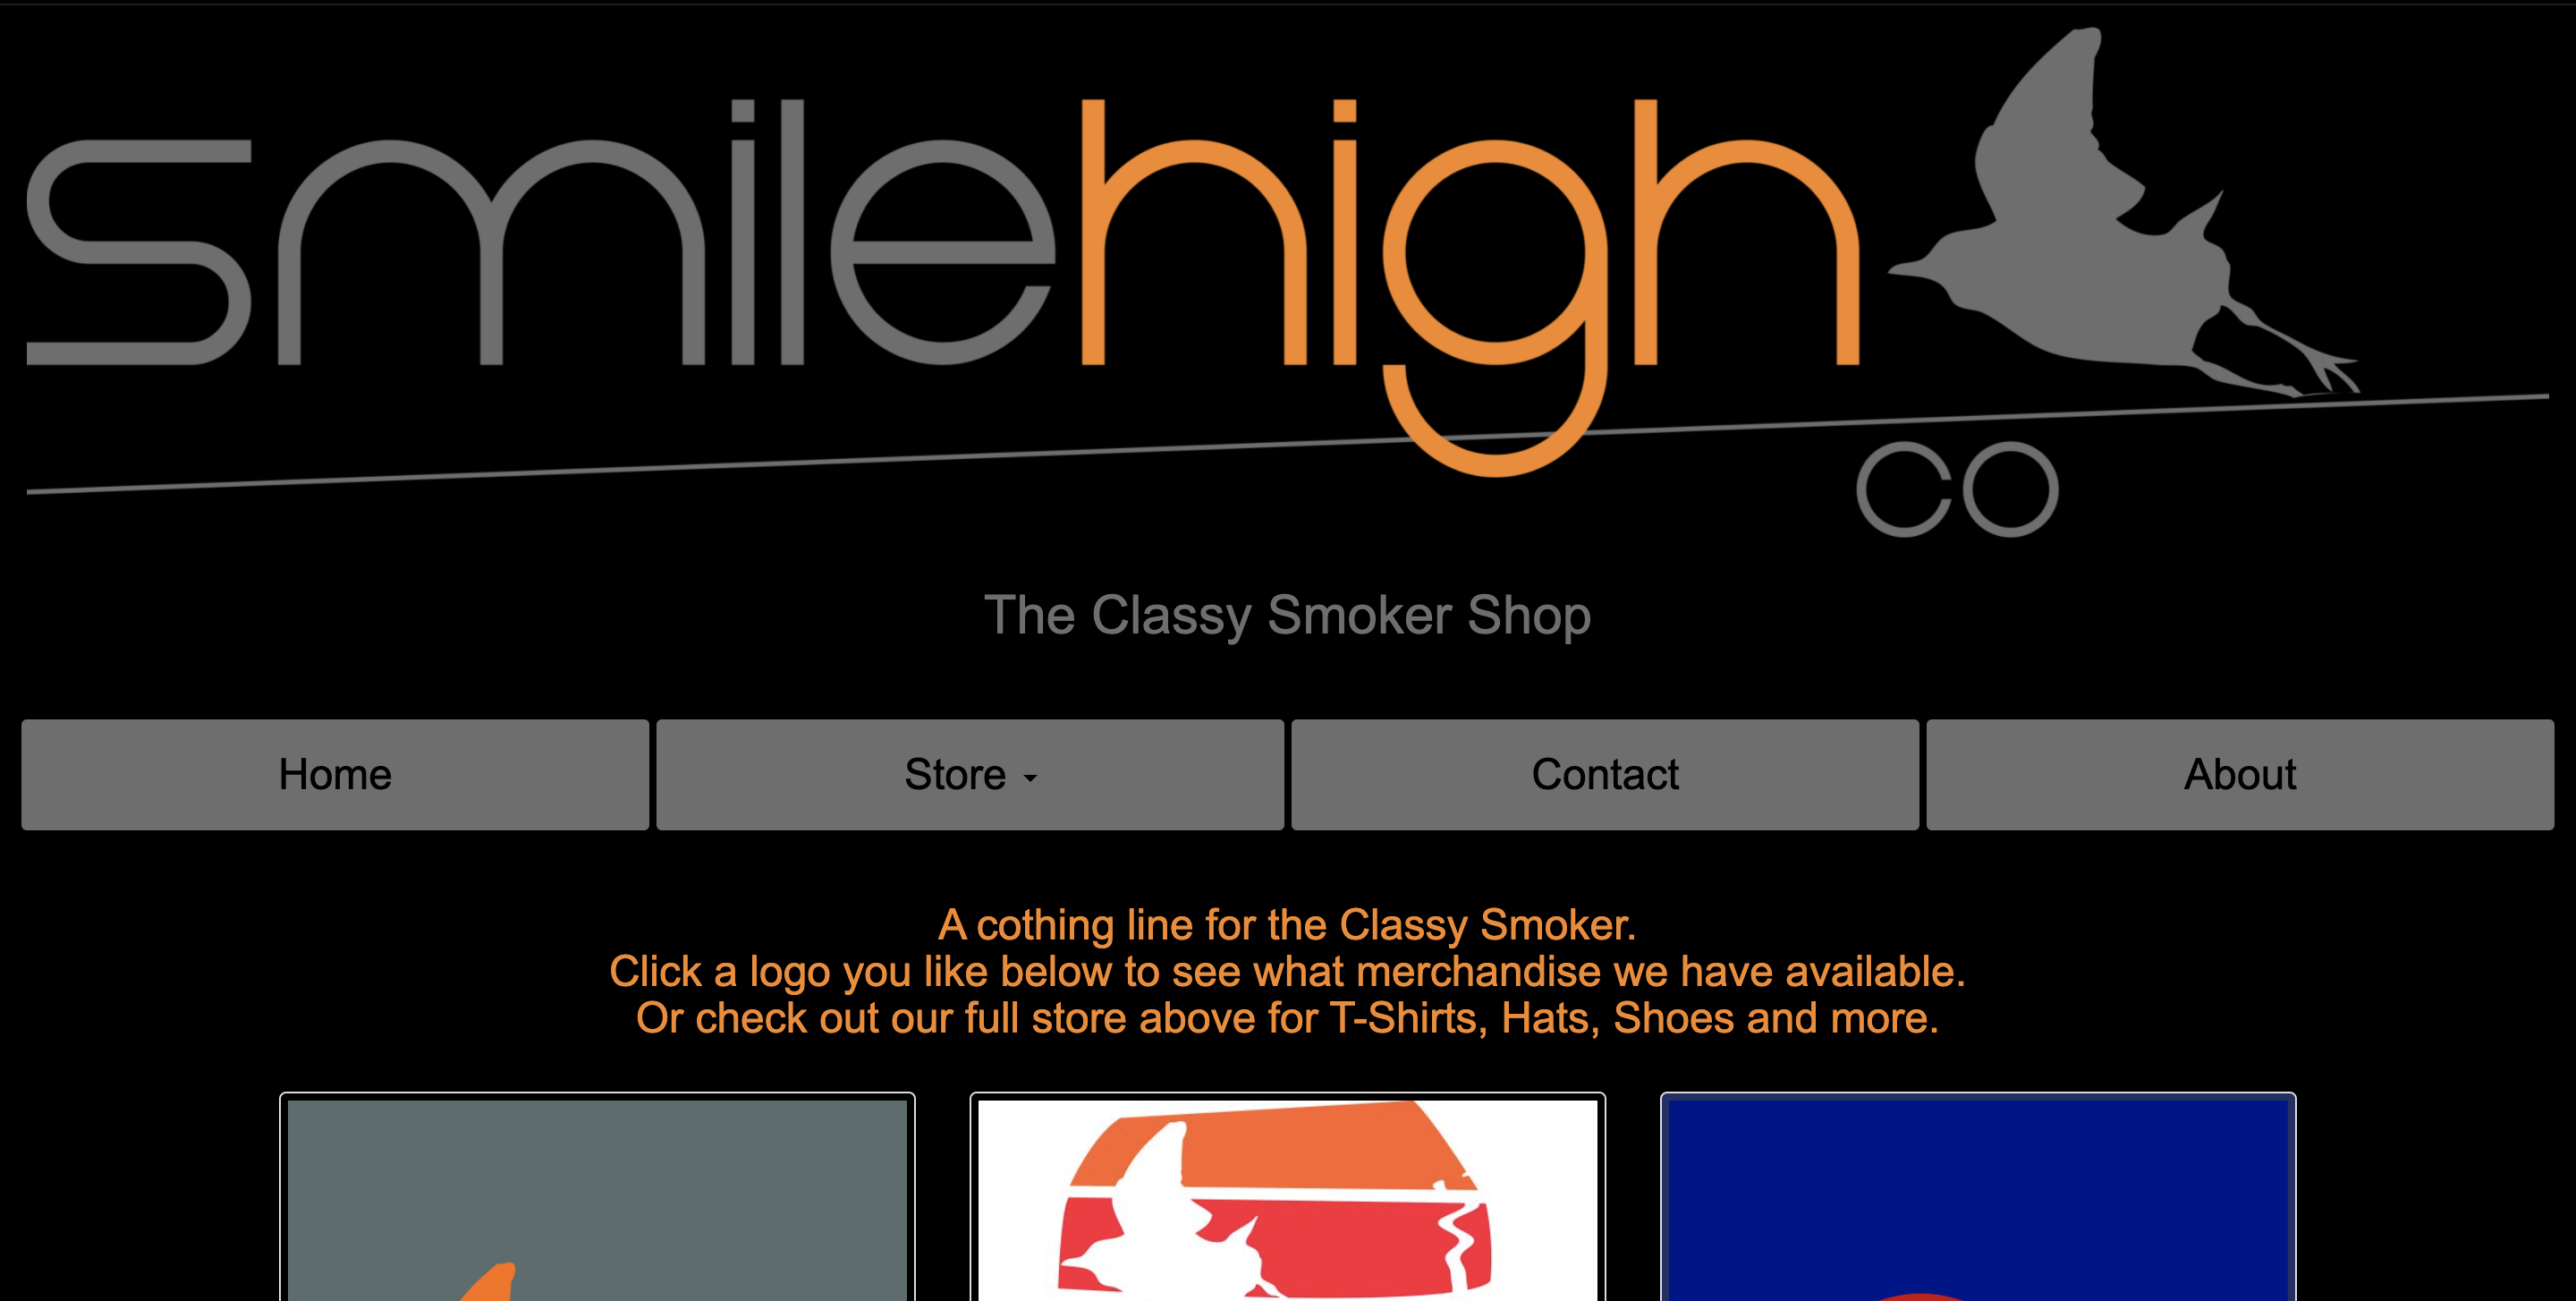 smilehigh
co
The Classy Smoker Shop
Home
Store
Contact
About
A cothing line for the Classy Smoker.
Click a logo you like below to see what merchandise we have available.
Or check out our full store above for T-Shirts, Hats, Shoes and more.